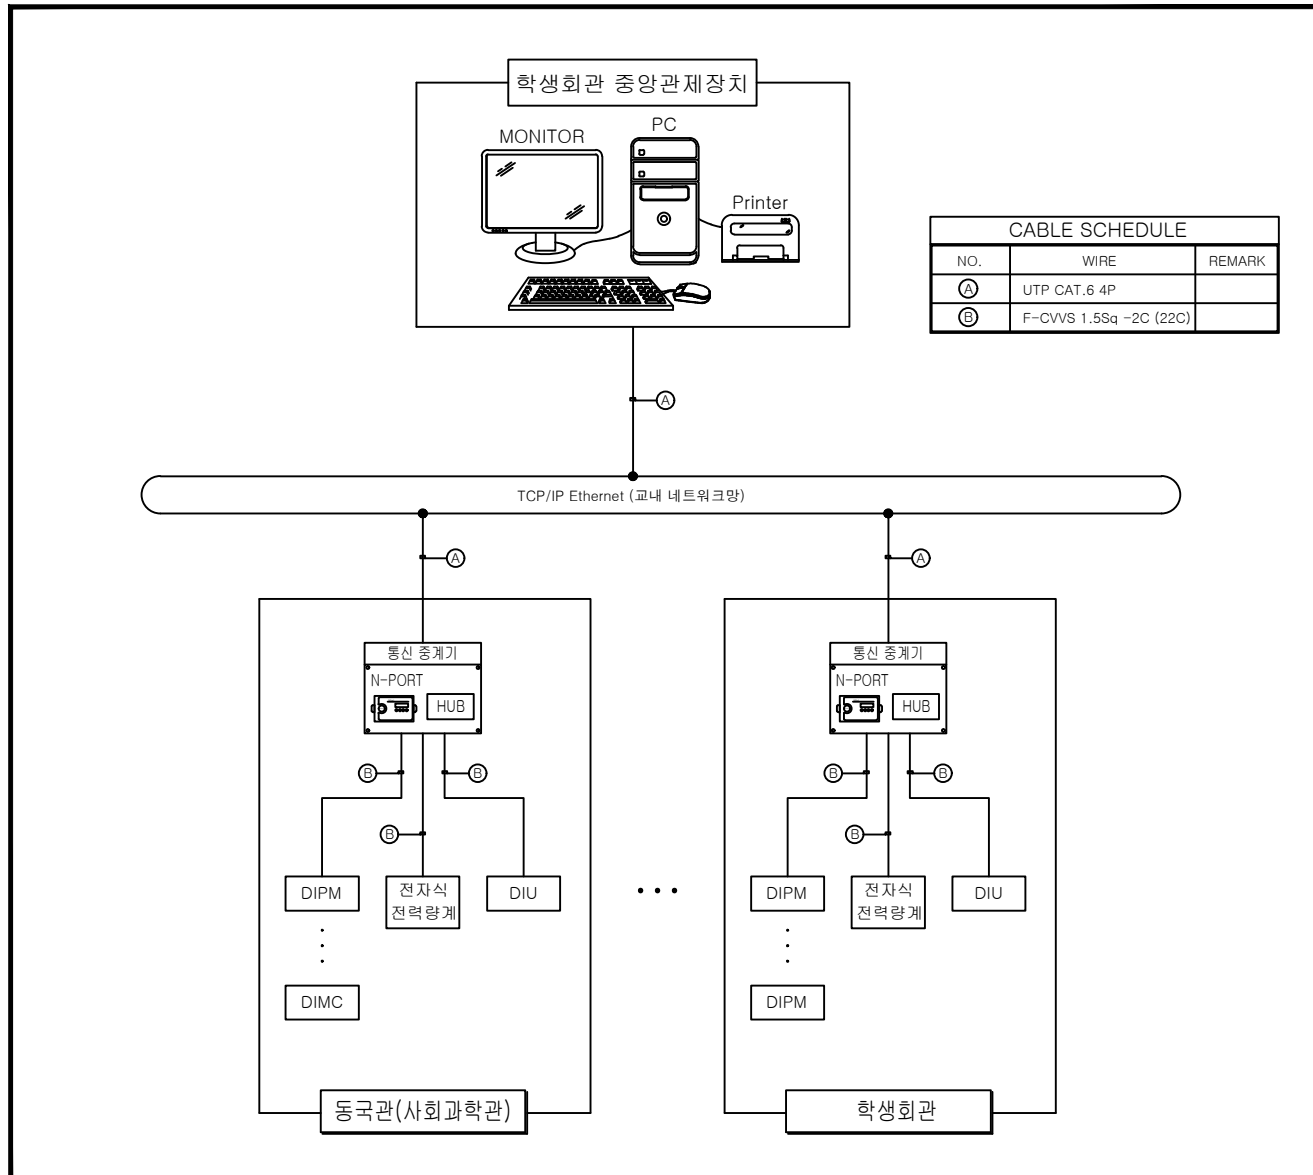 학생회관 중앙관제장치
MONITOR
PC
Printer
CABLE SCHEDULE
NO. WIRE REMARK
A UTP CAT.6 4P
B F-CVVS 1.5Sq -2C (22C)
A
TCP/IP Ethernet (교내 네트워크망)
A
A
통신 중계기
N-PORT
HUB
B
B
B
DIPM
전자식
전력량계
DIU
DIMC
동국관(사회과학관)
통신 중계기
N-PORT
HUB
B
B
B
DIPM
전자식
전력량계
DIU
DIPM
학생회관